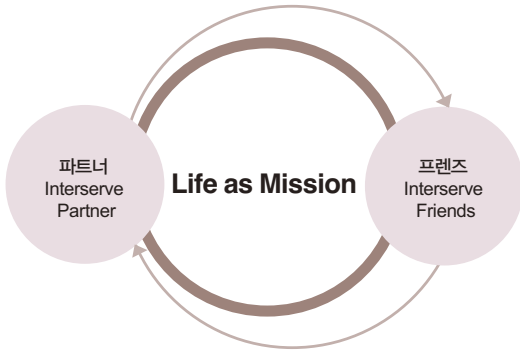 파트너
Interserve
Partner
Life as Mission
프렌즈
Interserve
Friends